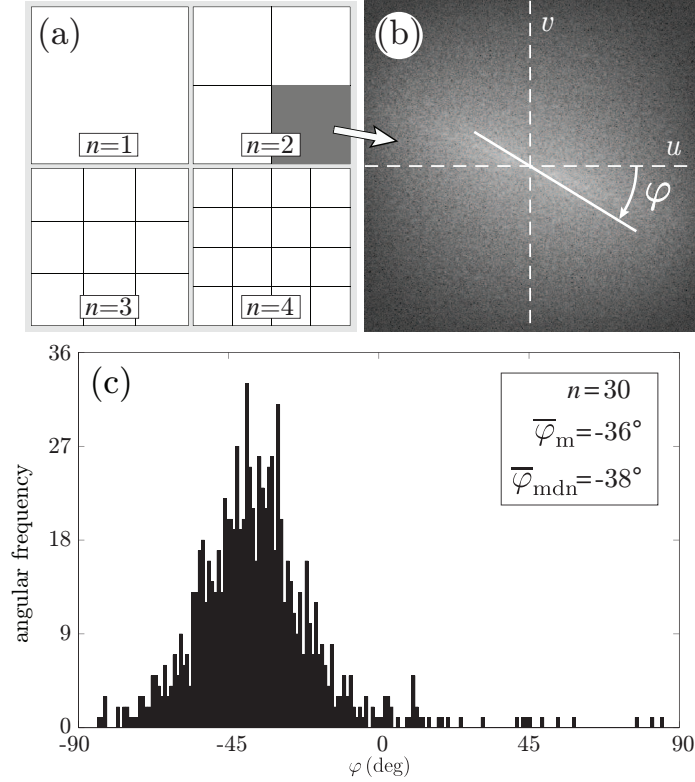 (a)
n=1
n=2
n=3
n=4
(b)
v
u
φ
(c)
36
27
18
9
0
angular frequency
n=30
φ̅m=-36°
φ̅mdn=-38°
-90
-45
0
45
90
φ (deg)